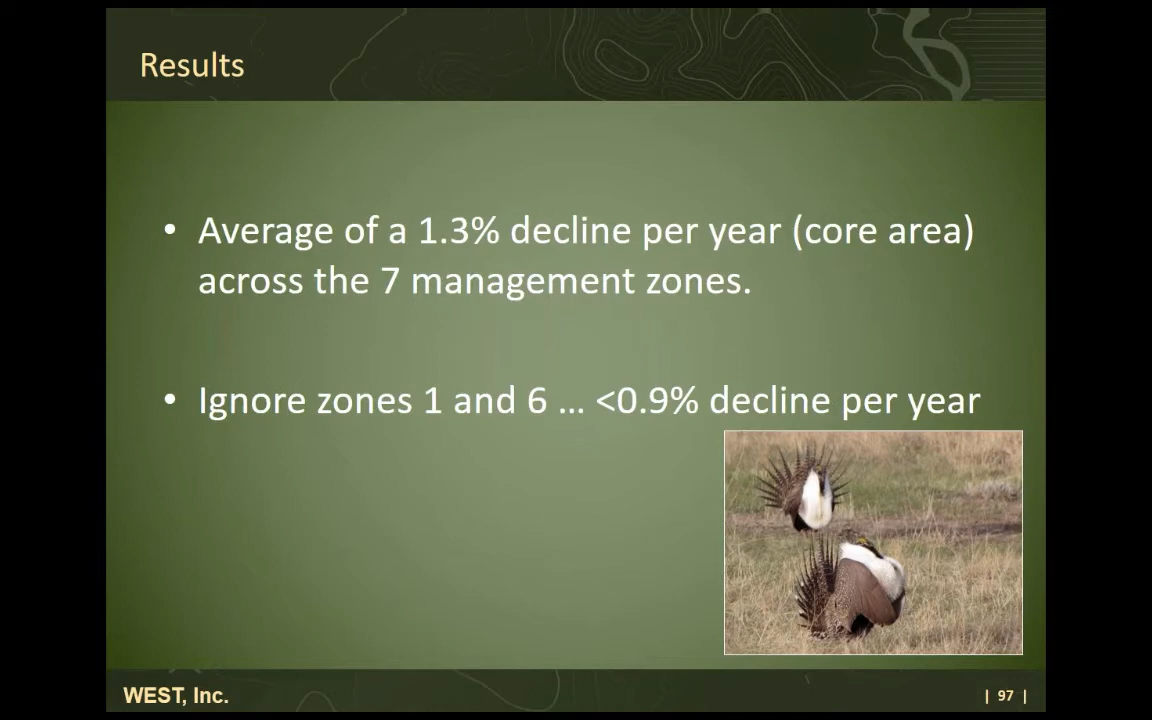 Results
• Average of a 1.3% decline per year (core area)
across the 7 management zones.
• Ignore zones 1 and 6 … <0.9% decline per year
WEST, Inc.
| 97 |